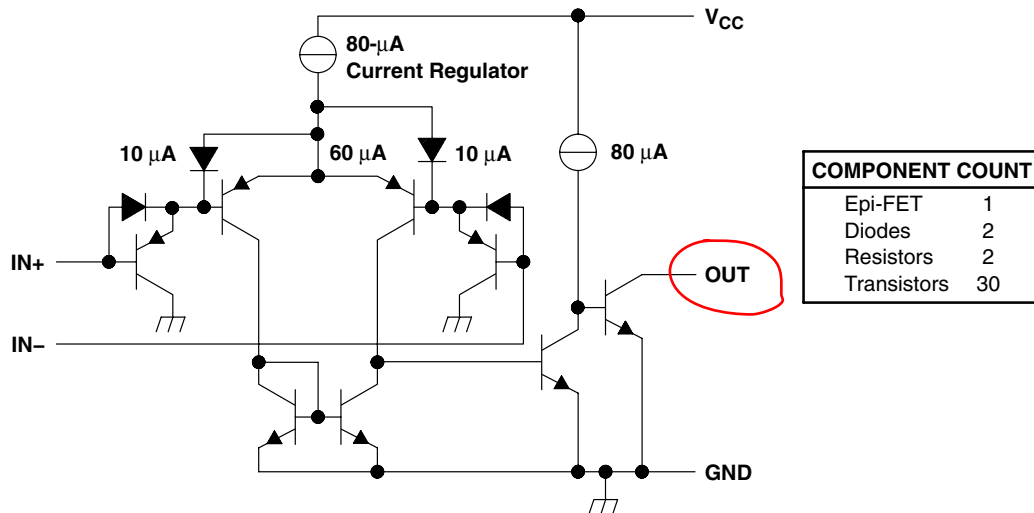 V_CC
80-μA
Current Regulator
10 μA
60 μA
10 μA
80 μA
COMPONENT COUNT
Epi-FET 1
Diodes 2
Resistors 2
Transistors 30
IN+
OUT
IN−
GND